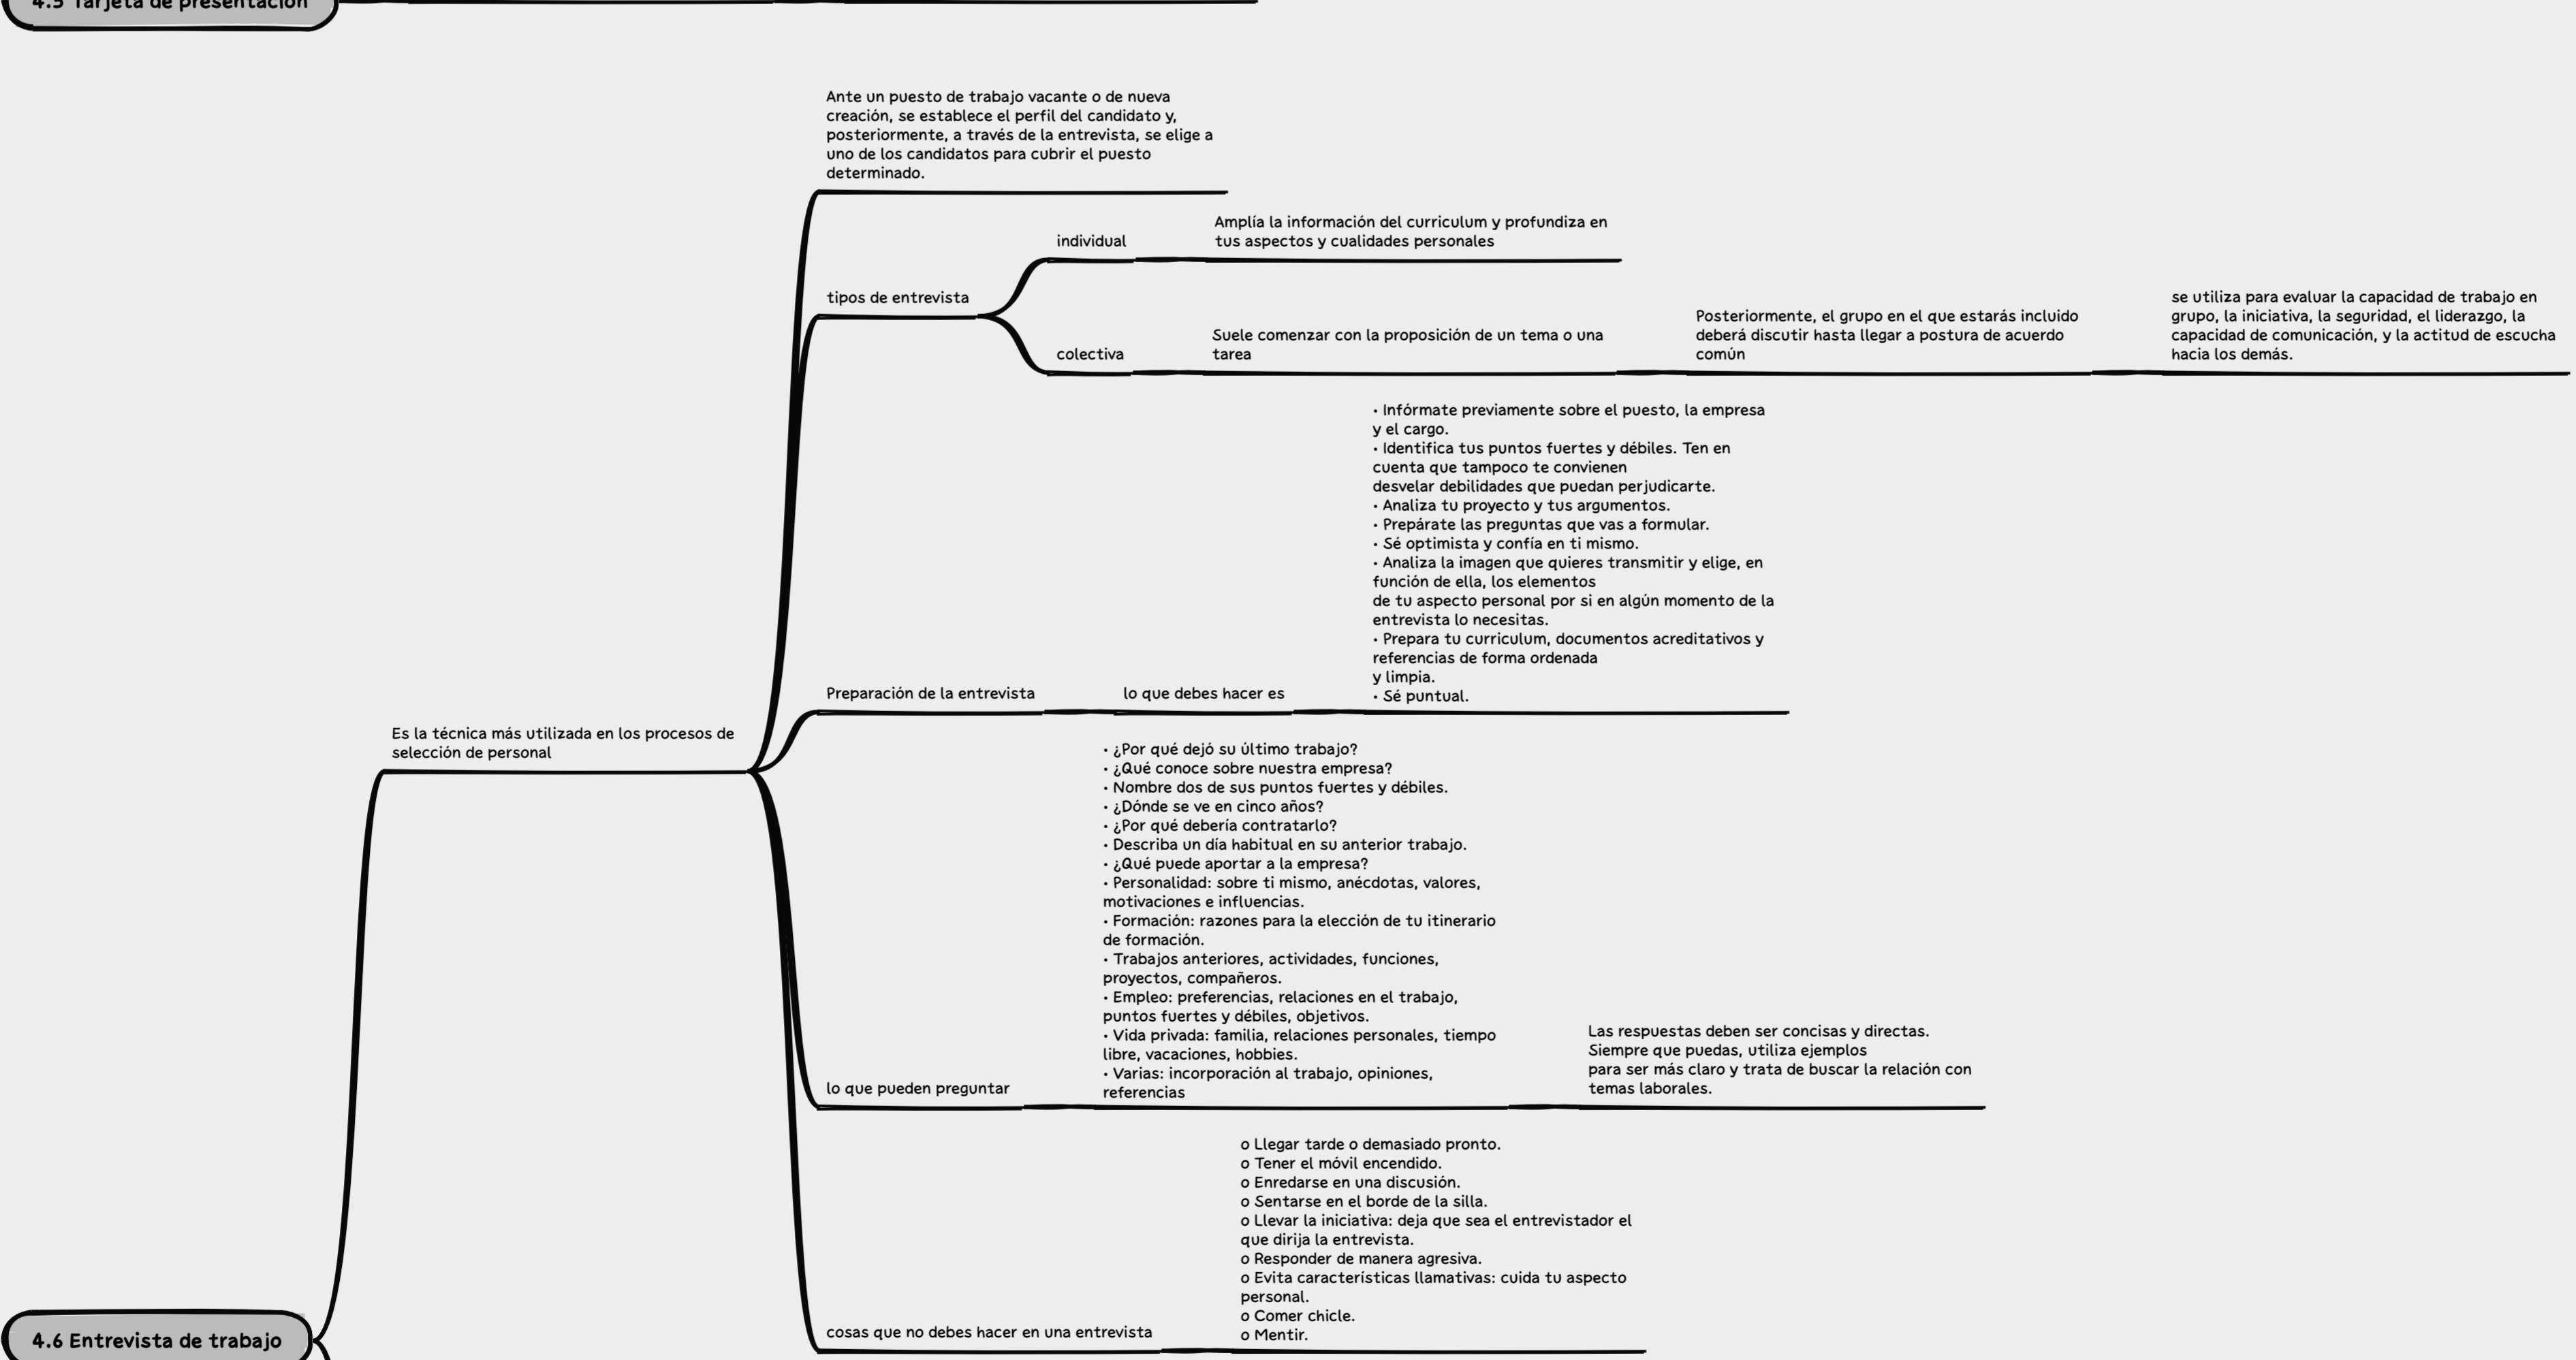 4.5 Tarjeta de presentación
Ante un puesto de trabajo vacante o de nueva
creación, se establece el perfil del candidato y,
posteriormente, a través de la entrevista, se elige a
uno de los candidatos para cubrir el puesto
determinado.
tipos de entrevista
individual
Amplía la información del curriculum y profundiza en
tus aspectos y cualidades personales
colectiva
Suele comenzar con la proposición de un tema o una
tarea
Posteriormente, el grupo en el que estarás incluido
deberá discutir hasta llegar a postura de acuerdo
común
se utiliza para evaluar la capacidad de trabajo en
grupo, la iniciativa, la seguridad, el liderazgo, la
capacidad de comunicación, y la actitud de escucha
hacia los demás.
Preparación de la entrevista
lo que debes hacer es
• Infórmate previamente sobre el puesto, la empresa
y el cargo.
• Identifica tus puntos fuertes y débiles. Ten en
cuenta que tampoco te convienen
desvelar debilidades que puedan perjudicarte.
• Analiza tu proyecto y tus argumentos.
• Prepárate las preguntas que vas a formular.
• Sé optimista y confía en ti mismo.
• Analiza la imagen que quieres transmitir y elige, en
función de ella, los elementos
de tu aspecto personal por si en algún momento de la
entrevista lo necesitas.
• Prepara tu curriculum, documentos acreditativos y
referencias de forma ordenada
y limpia.
• Sé puntual.
Es la técnica más utilizada en los procesos de
selección de personal
lo que pueden preguntar
• ¿Por qué dejó su último trabajo?
• ¿Qué conoce sobre nuestra empresa?
• Nombre dos de sus puntos fuertes y débiles.
• ¿Dónde se ve en cinco años?
• ¿Por qué debería contratarlo?
• Describa un día habitual en su anterior trabajo.
• ¿Qué puede aportar a la empresa?
• Personalidad: sobre ti mismo, anécdotas, valores,
motivaciones e influencias.
• Formación: razones para la elección de tu itinerario
de formación.
• Trabajos anteriores, actividades, funciones,
proyectos, compañeros.
• Empleo: preferencias, relaciones en el trabajo,
puntos fuertes y débiles, objetivos.
• Vida privada: familia, relaciones personales, tiempo
libre, vacaciones, hobbies.
• Varias: incorporación al trabajo, opiniones,
referencias
Las respuestas deben ser concisas y directas.
Siempre que puedas, utiliza ejemplos
para ser más claro y trata de buscar la relación con
temas laborales.
cosas que no debes hacer en una entrevista
o Llegar tarde o demasiado pronto.
o Tener el móvil encendido.
o Enredarse en una discusión.
o Sentarse en el borde de la silla.
o Llevar la iniciativa: deja que sea el entrevistador el
que dirija la entrevista.
o Responder de manera agresiva.
o Evita características llamativas: cuida tu aspecto
personal.
o Comer chicle.
o Mentir.
4.6 Entrevista de trabajo